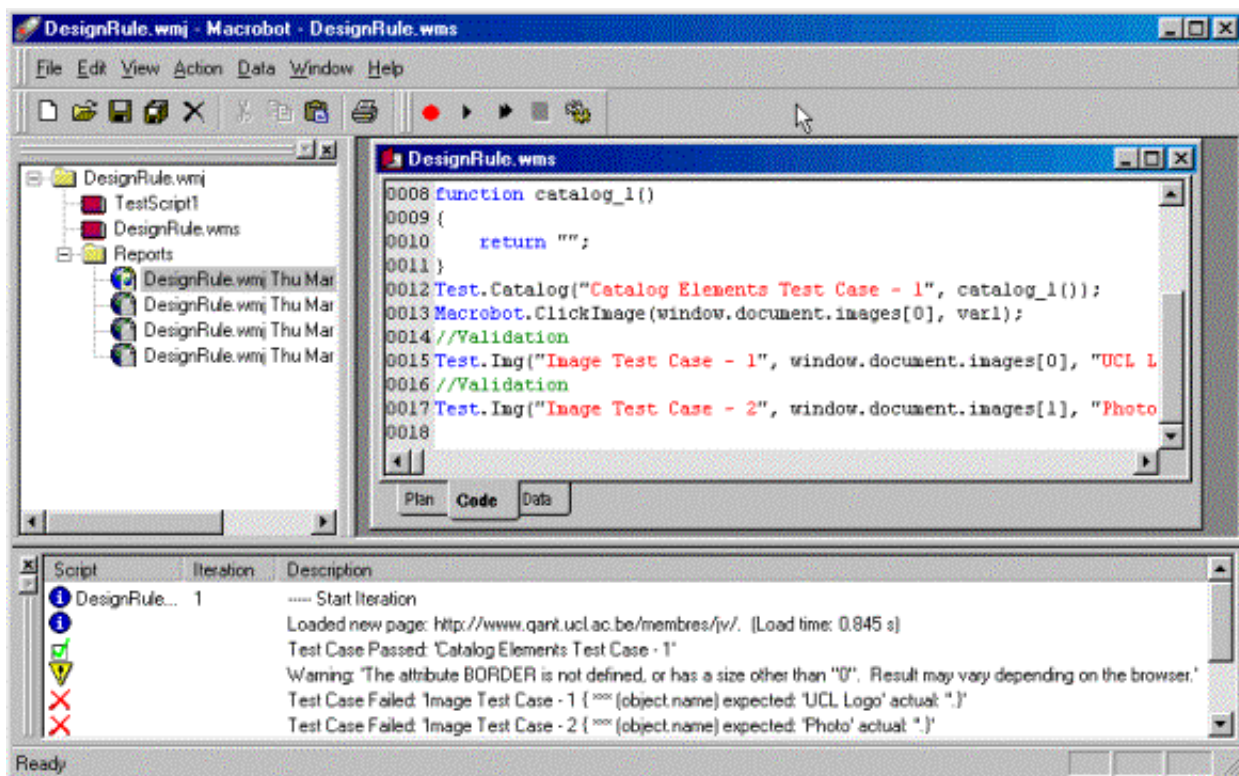 DesignRule.wmj - Macrobot - DesignRule.wms
File Edit View Action Data Window Help
DesignRule.wmj
TestScript1
DesignRule.wms
Reports
DesignRule.wmj Thu Mar
DesignRule.wmj Thu Mar
DesignRule.wmj Thu Mar
DesignRule.wmj Thu Mar
DesignRule.wms
0008 function catalog_1()
0009 {
0010 return "";
0011 }
0012 Test.Catalog("Catalog Elements Test Case - 1", catalog_1());
0013 Macrobot.ClickImage(window.document.images[0], var1);
0014 //Validation
0015 Test.Img("Image Test Case - 1", window.document.images[0], "UCL L
0016 //Validation
0017 Test.Img("Image Test Case - 2", window.document.images[1], "Photo
0018
Plan Code Data
Script Iteration Description
DesignRule... 1 ----- Start Iteration
Loaded new page: http://www.qant.ucl.ac.be/membres/jv/. (Load time: 0.845 s)
Test Case Passed: 'Catalog Elements Test Case - 1'
Warning: 'The attribute BORDER is not defined, or has a size other than "0". Result may vary depending on the browser.'
Test Case Failed: 'Image Test Case - 1 { (object.name) expected: 'UCL Logo' actual: ''.}'
Test Case Failed: 'Image Test Case - 2 { (object.name) expected: 'Photo' actual: ''.}'
Ready